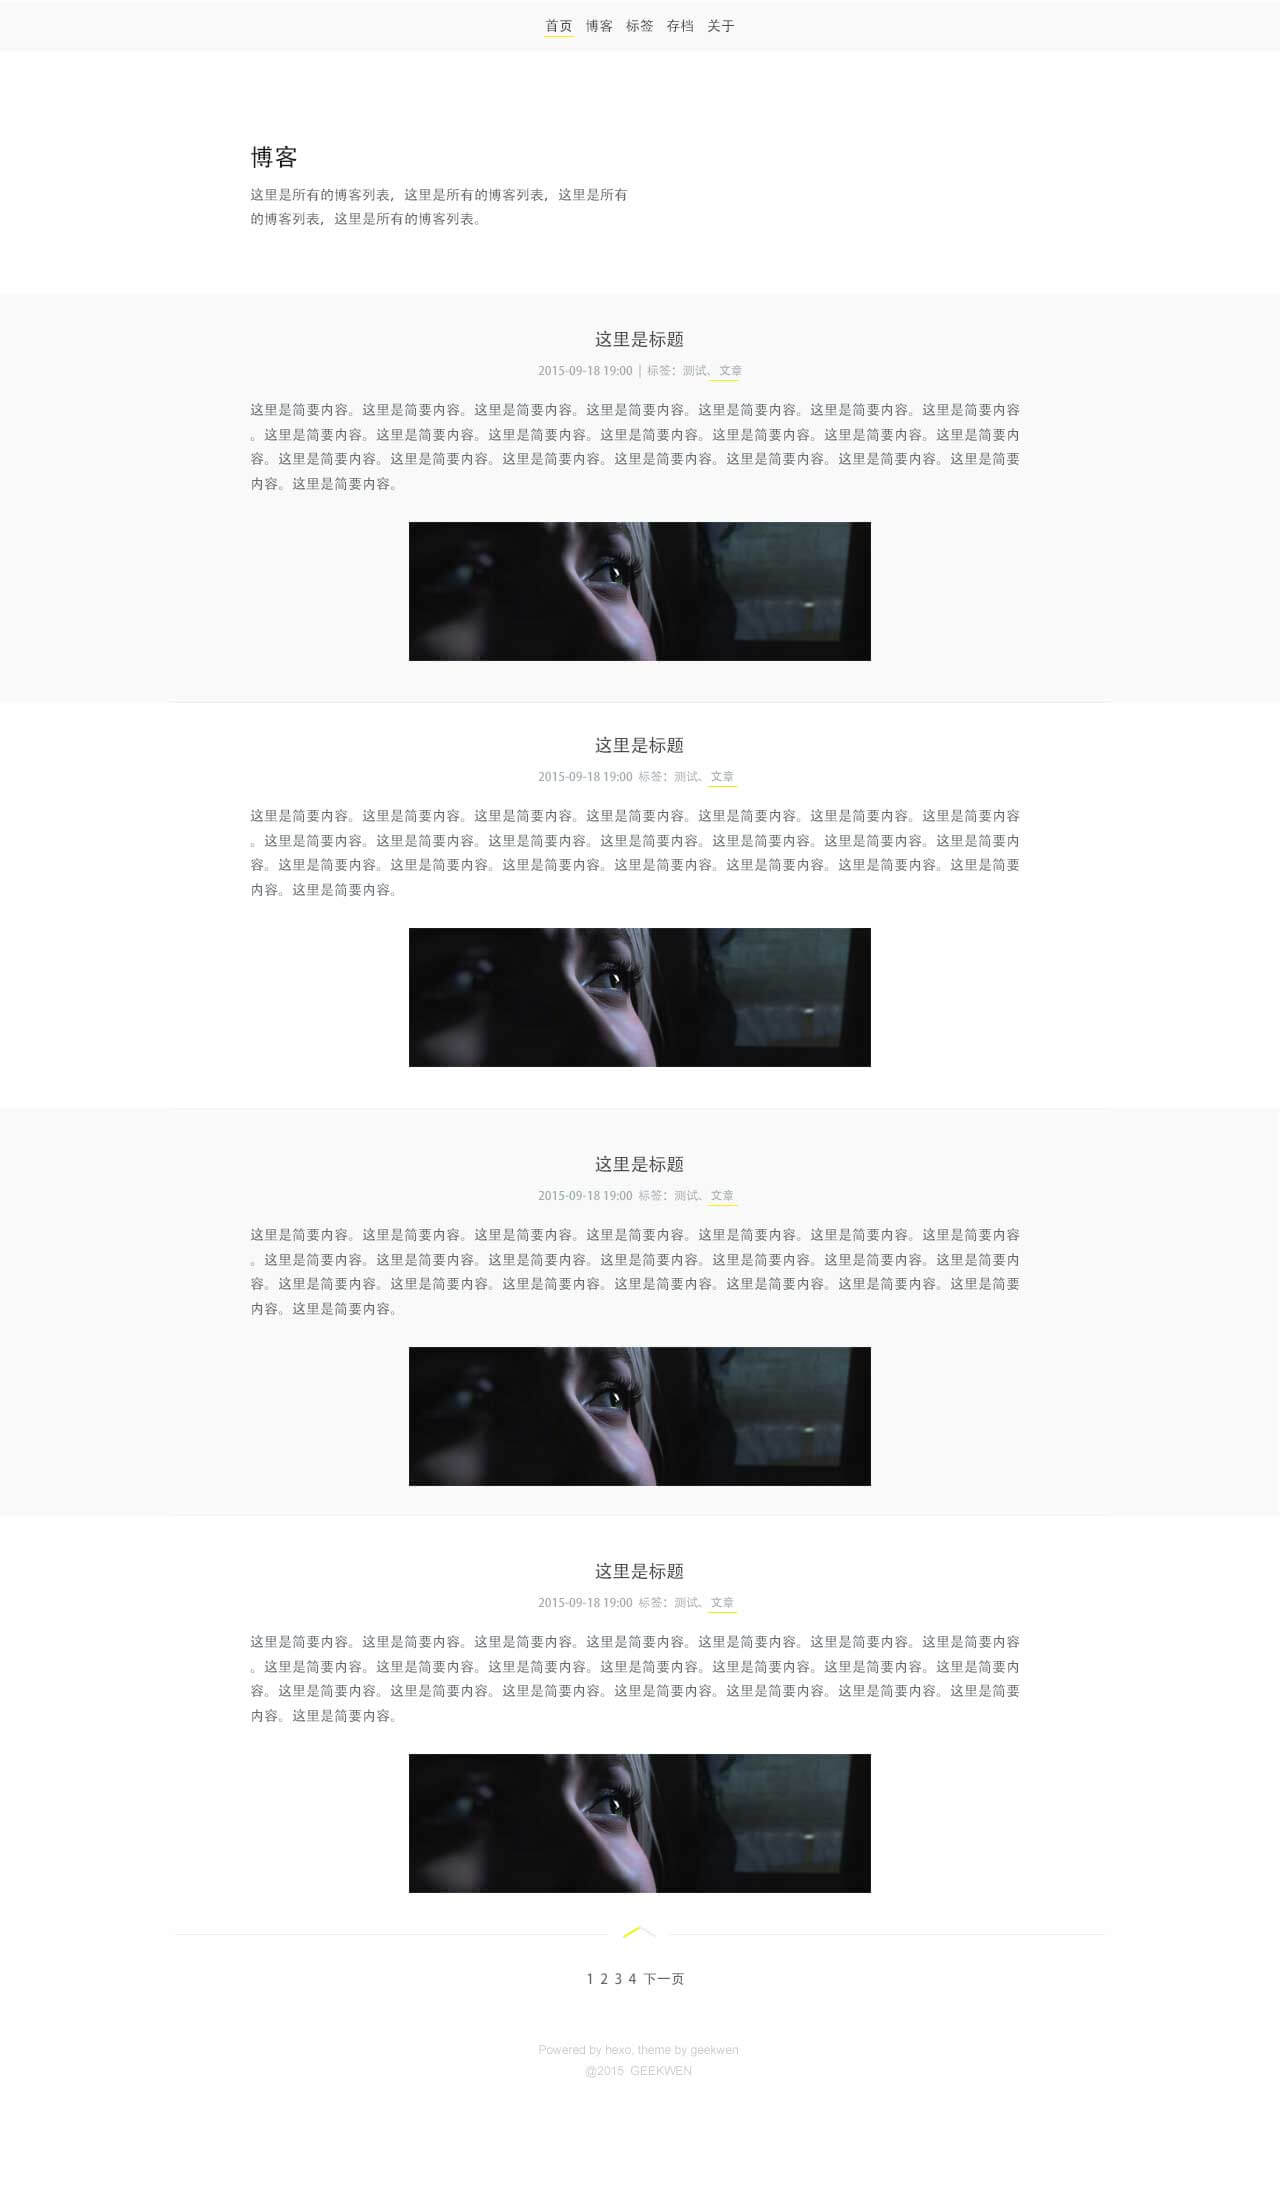 首页 博客 标签 存档 关于
博客
这里是所有的博客列表，这里是所有的博客列表，这里是所有
的博客列表，这里是所有的博客列表。
这里是标题
2015-09-18 19:00 | 标签：测试、文章
这里是简要内容。这里是简要内容。这里是简要内容。这里是简要内容。这里是简要内容。这里是简要内容。这里是简要内容
。这里是简要内容。这里是简要内容。这里是简要内容。这里是简要内容。这里是简要内容。这里是简要内容。这里是简要内
容。这里是简要内容。这里是简要内容。这里是简要内容。这里是简要内容。这里是简要内容。这里是简要内容。这里是简要
内容。这里是简要内容。
这里是标题
2015-09-18 19:00 标签：测试、文章
这里是简要内容。这里是简要内容。这里是简要内容。这里是简要内容。这里是简要内容。这里是简要内容。这里是简要内容
。这里是简要内容。这里是简要内容。这里是简要内容。这里是简要内容。这里是简要内容。这里是简要内容。这里是简要内
容。这里是简要内容。这里是简要内容。这里是简要内容。这里是简要内容。这里是简要内容。这里是简要内容。这里是简要
内容。这里是简要内容。
这里是标题
2015-09-18 19:00 标签：测试、文章
这里是简要内容。这里是简要内容。这里是简要内容。这里是简要内容。这里是简要内容。这里是简要内容。这里是简要内容
。这里是简要内容。这里是简要内容。这里是简要内容。这里是简要内容。这里是简要内容。这里是简要内容。这里是简要内
容。这里是简要内容。这里是简要内容。这里是简要内容。这里是简要内容。这里是简要内容。这里是简要内容。这里是简要
内容。这里是简要内容。
这里是标题
2015-09-18 19:00 标签：测试、文章
这里是简要内容。这里是简要内容。这里是简要内容。这里是简要内容。这里是简要内容。这里是简要内容。这里是简要内容
。这里是简要内容。这里是简要内容。这里是简要内容。这里是简要内容。这里是简要内容。这里是简要内容。这里是简要内
容。这里是简要内容。这里是简要内容。这里是简要内容。这里是简要内容。这里是简要内容。这里是简要内容。这里是简要
内容。这里是简要内容。
1 2 3 4 下一页
Powered by hexo, theme by geekwen
@2015 GEEKWEN